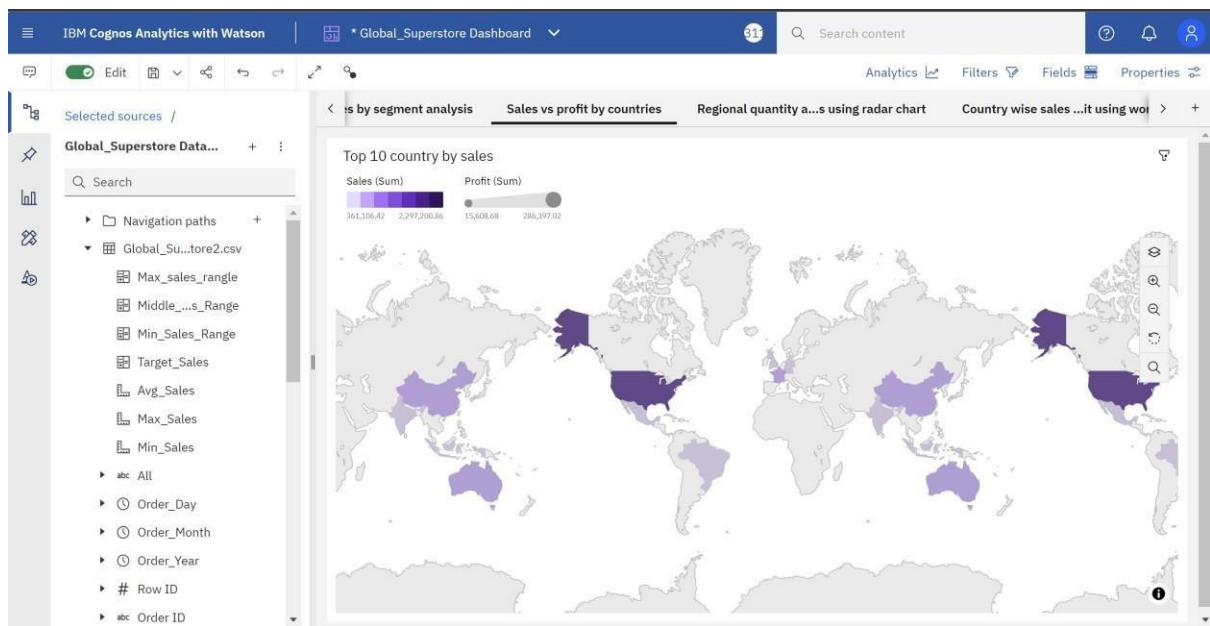 IBM Cognos Analytics with Watson
* Global_Superstore Dashboard
Search content
Edit
Analytics
Filters
Fields
Properties
Selected sources /
Global_Superstore Data...
Search
Navigation paths
Global_Su...tore2.csv
Max_sales_rangle
Middle_...s_Range
Min_Sales_Range
Target_Sales
Avg_Sales
Max_Sales
Min_Sales
abc All
Order_Day
Order_Month
Order_Year
# Row ID
abc Order ID
s by segment analysis
Sales vs profit by countries
Regional quantity a...s using radar chart
Country wise sales ...it using wor
Top 10 country by sales
Sales (Sum)
Profit (Sum)
361,106.42 2,297,200.86
15,608.68 286,397.02